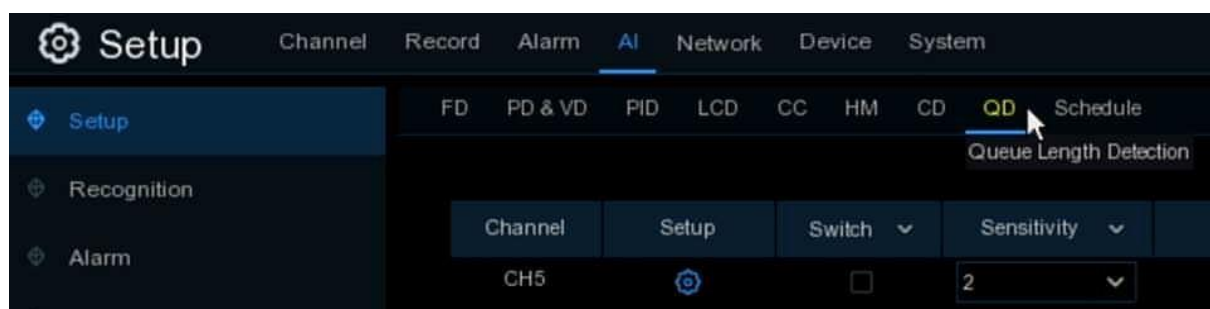 Setup Channel Record Alarm AI Network Device System
Setup FD PD & VD PID LCD CC HM CD QD Schedule
Queue Length Detection
Recognition
Channel Setup Switch Sensitivity
Alarm
CH5 2